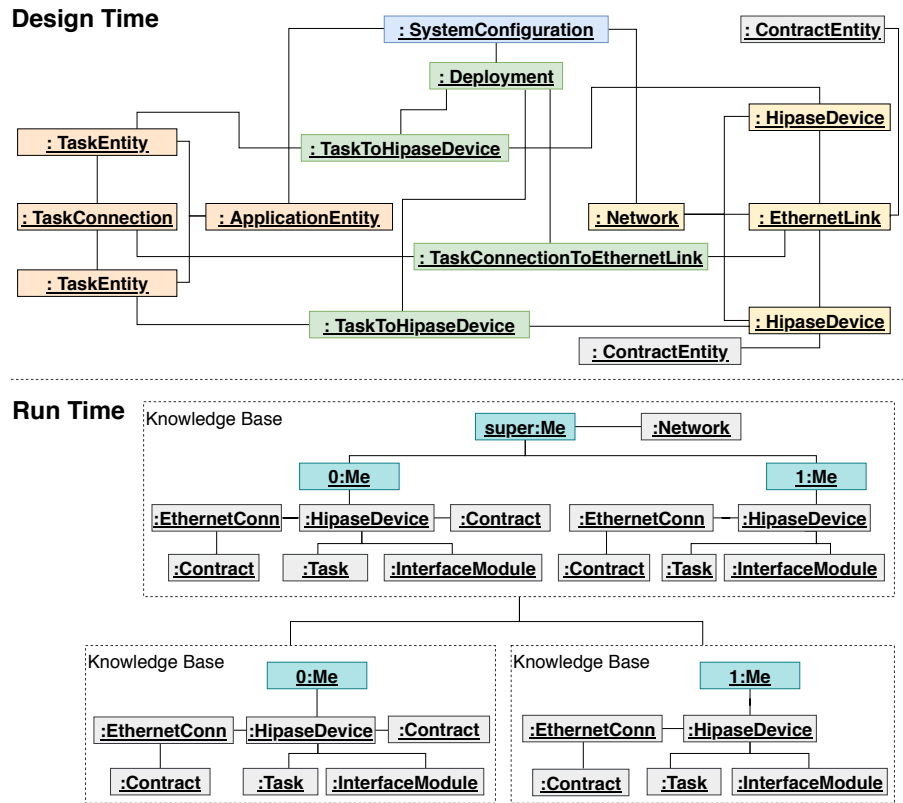 Design Time
: SystemConfiguration
: ContractEntity
: Deployment
: HipaseDevice
: TaskEntity
: TaskToHipaseDevice
: TaskConnection
: ApplicationEntity
: Network
: EthernetLink
: TaskConnectionToEthernetLink
: TaskEntity
: TaskToHipaseDevice
: HipaseDevice
: ContractEntity
Run Time
Knowledge Base
super:Me
:Network
0:Me
1:Me
:EthernetConn
:HipaseDevice
:Contract
:EthernetConn
:HipaseDevice
:Contract
:Task
:InterfaceModule
:Contract
:Task
:InterfaceModule
Knowledge Base
0:Me
:EthernetConn
:HipaseDevice
:Contract
:Contract
:Task
:InterfaceModule
Knowledge Base
1:Me
:EthernetConn
:HipaseDevice
:Contract
:Task
:InterfaceModule